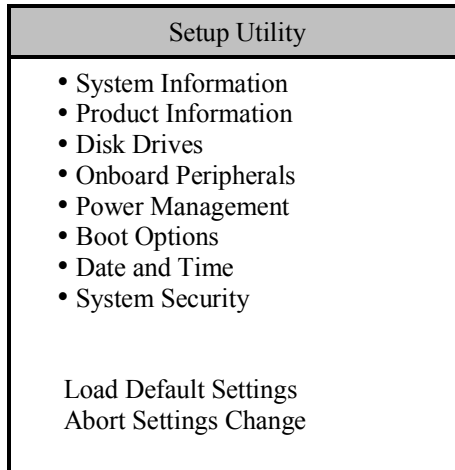 Setup Utility
• System Information
• Product Information
• Disk Drives
• Onboard Peripherals
• Power Management
• Boot Options
• Date and Time
• System Security
Load Default Settings
Abort Settings Change